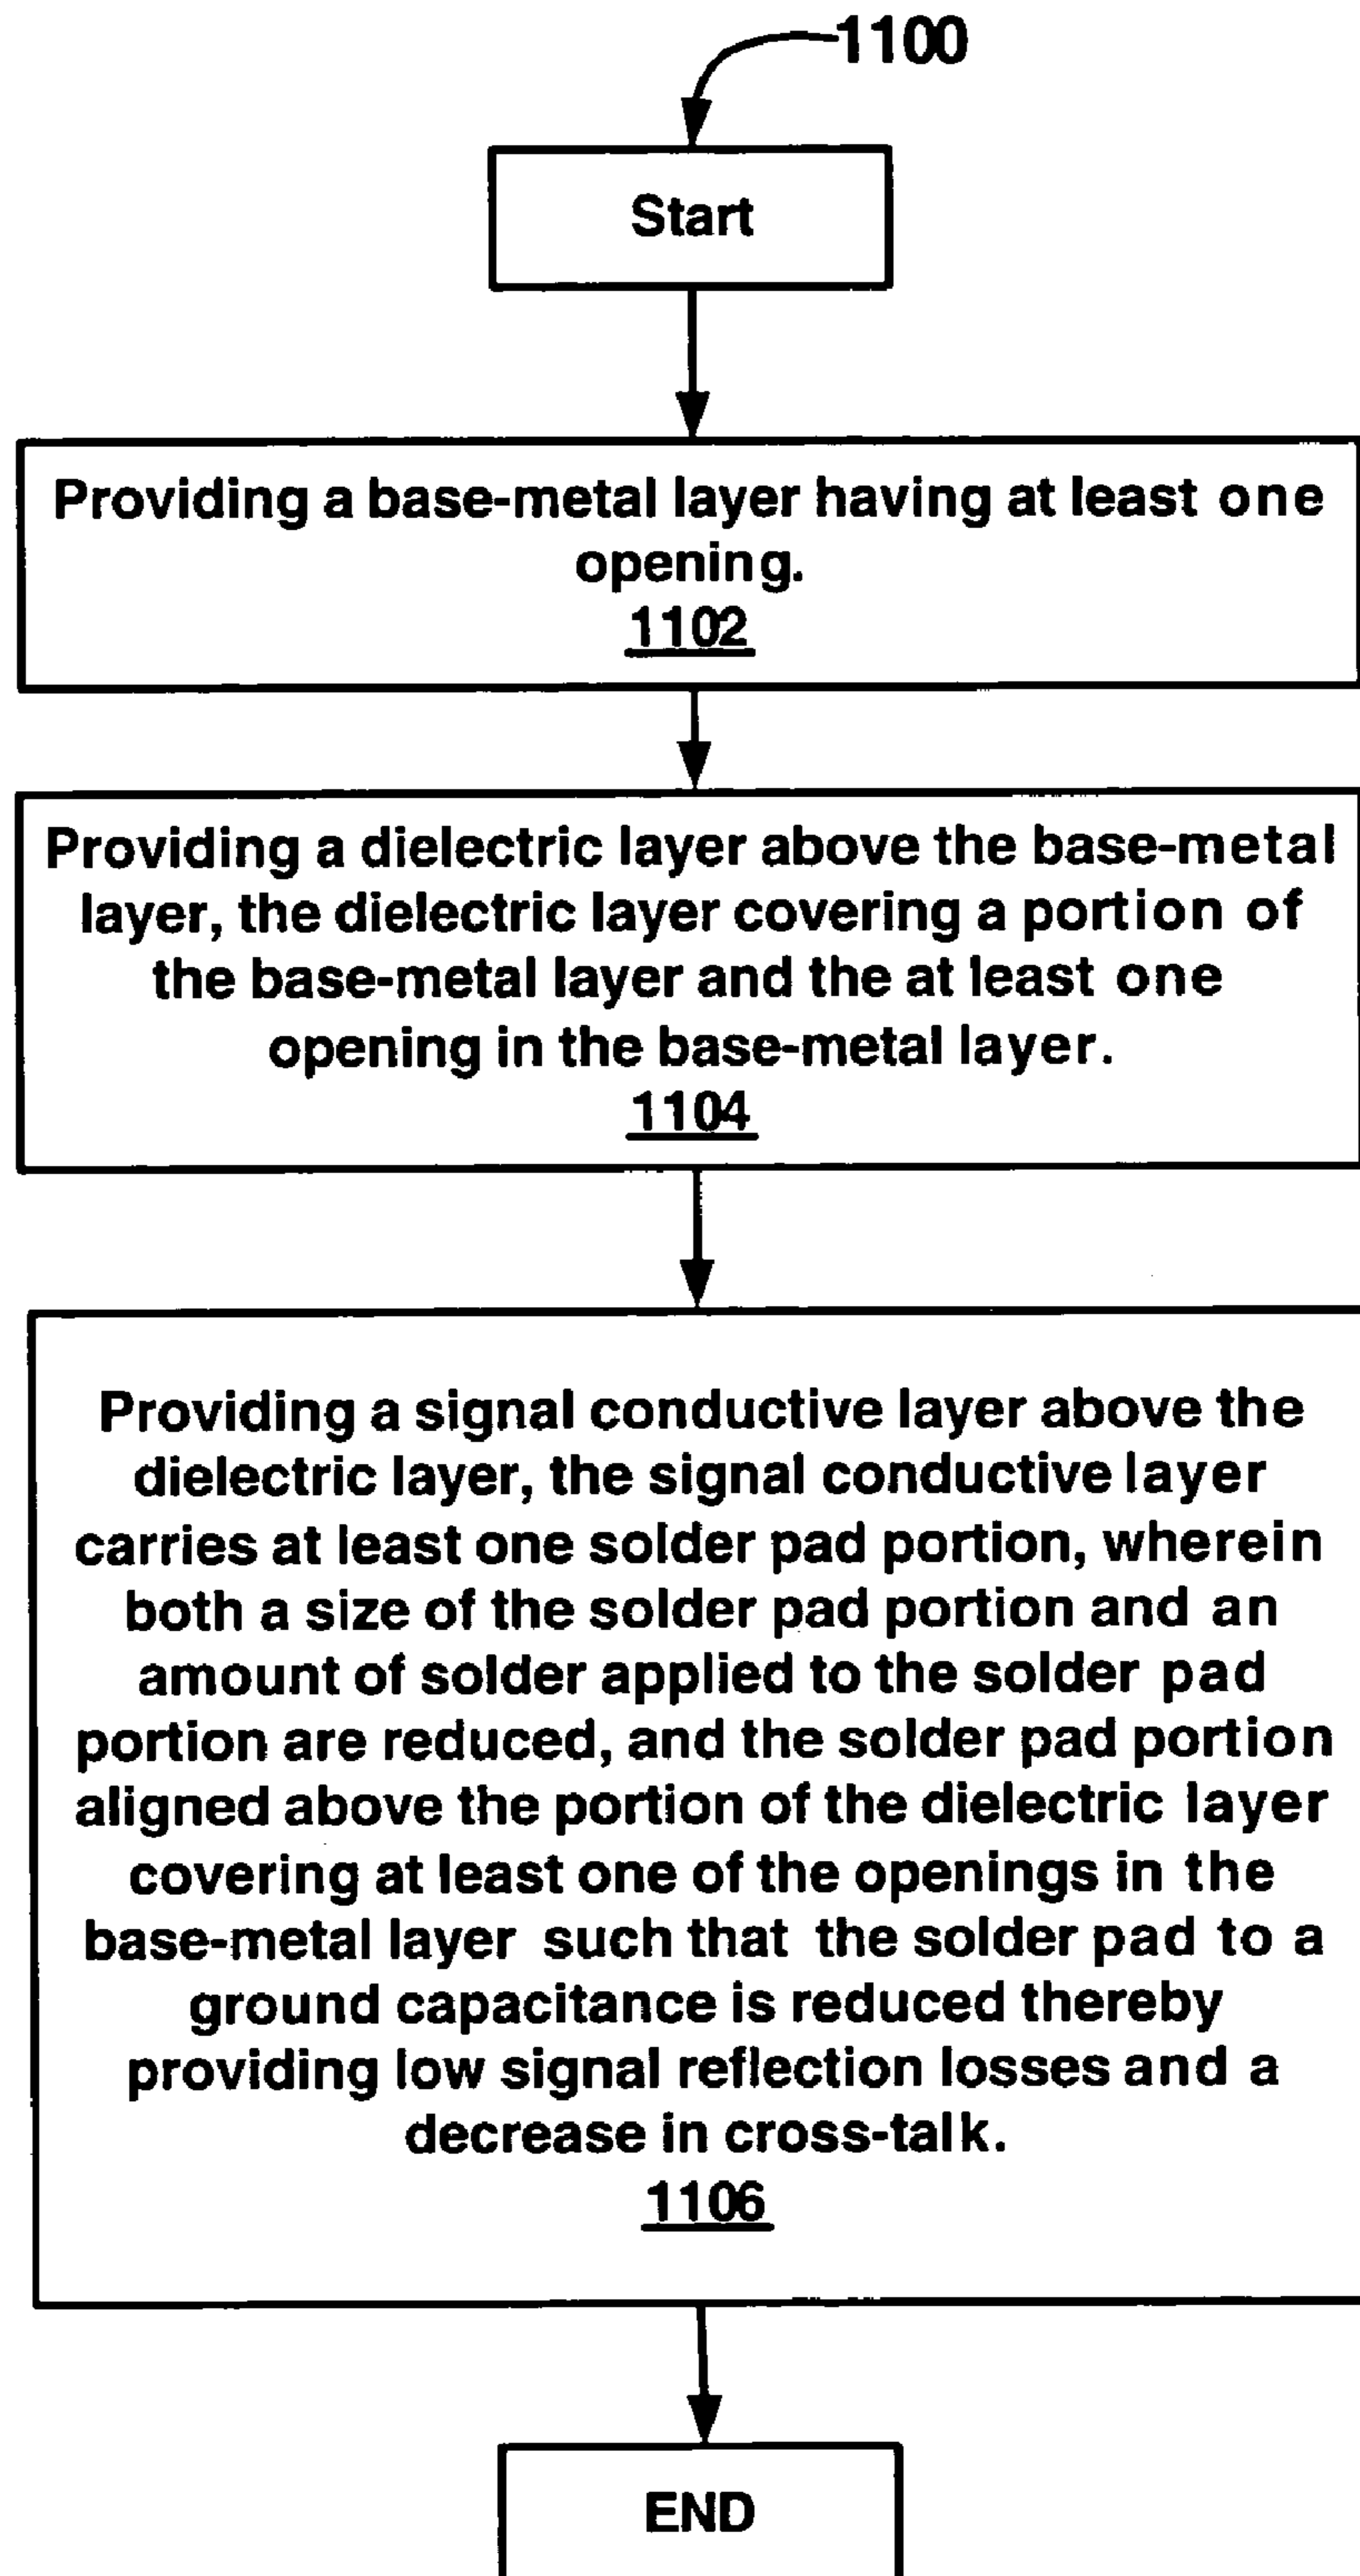 1100
Start
Providing a base-metal layer having at least one
opening.
1102
Providing a dielectric layer above the base-metal
layer, the dielectric layer covering a portion of
the base-metal layer and the at least one
opening in the base-metal layer.
1104
Providing a signal conductive layer above the
dielectric layer, the signal conductive layer
carries at least one solder pad portion, wherein
both a size of the solder pad portion and an
amount of solder applied to the solder pad
portion are reduced, and the solder pad portion
aligned above the portion of the dielectric layer
covering at least one of the openings in the
base-metal layer such that the solder pad to a
ground capacitance is reduced thereby
providing low signal reflection losses and a
decrease in cross-talk.
1106
END